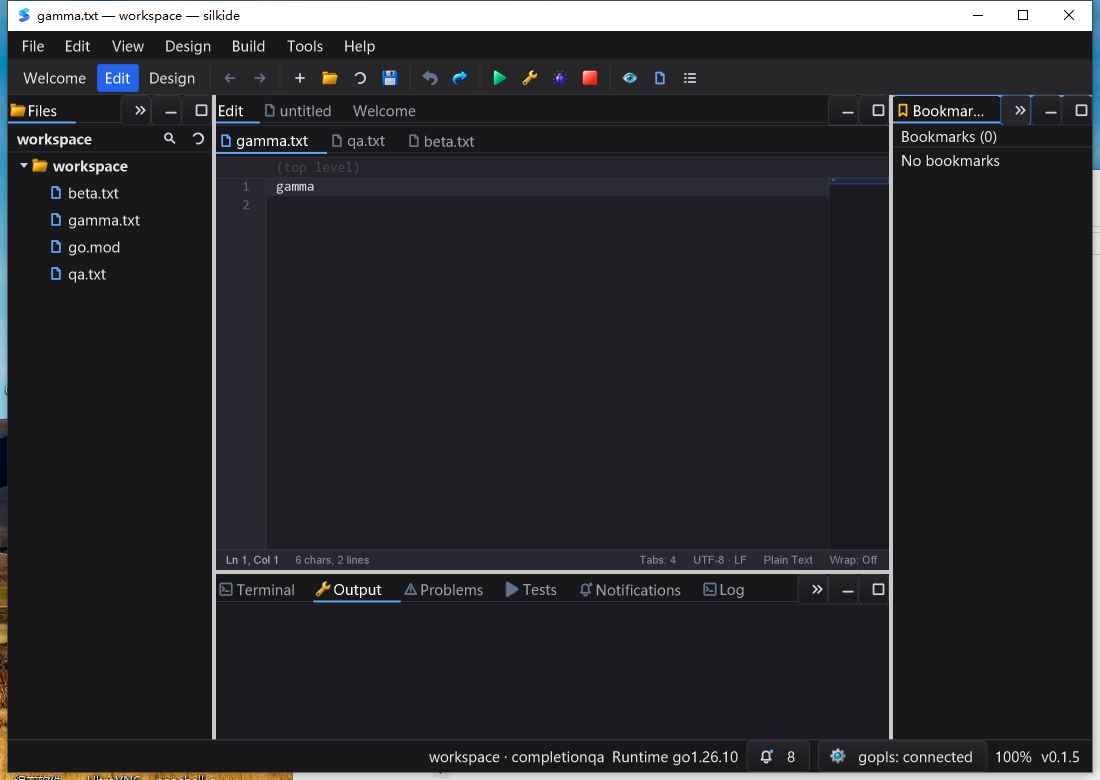 gamma.txt — workspace — silkide
File Edit View Design Build Tools Help
Welcome Edit Design
Files
workspace
workspace
beta.txt
gamma.txt
go.mod
qa.txt
Edit untitled Welcome
gamma.txt qa.txt beta.txt
(top level)
1 gamma
2
Ln 1, Col 1 6 chars, 2 lines Tabs: 4 UTF-8 · LF Plain Text Wrap: Off
Terminal Output Problems Tests Notifications Log
Bookmar...
Bookmarks (0)
No bookmarks
workspace · completionqa Runtime go1.26.10 8 gopls: connected 100% v0.1.5